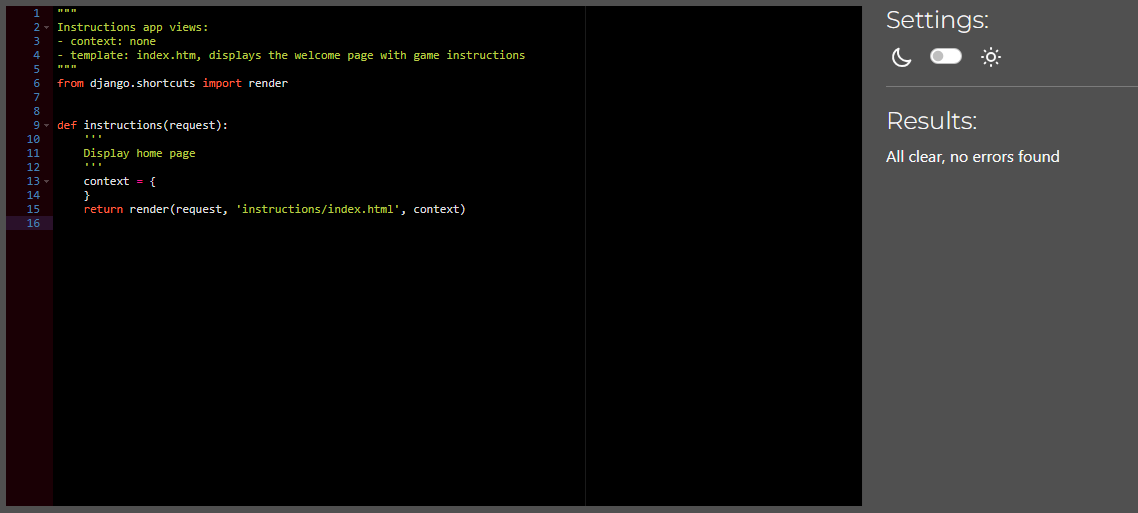 1 """
2 Instructions app views:
3 - context: none
4 - template: index.htm, displays the welcome page with game instructions
5 """
6 from django.shortcuts import render
7
8
9 def instructions(request):
10     '''
11     Display home page
12     '''
13     context = {
14     }
15     return render(request, 'instructions/index.html', context)
16
Settings:
Results:
All clear, no errors found